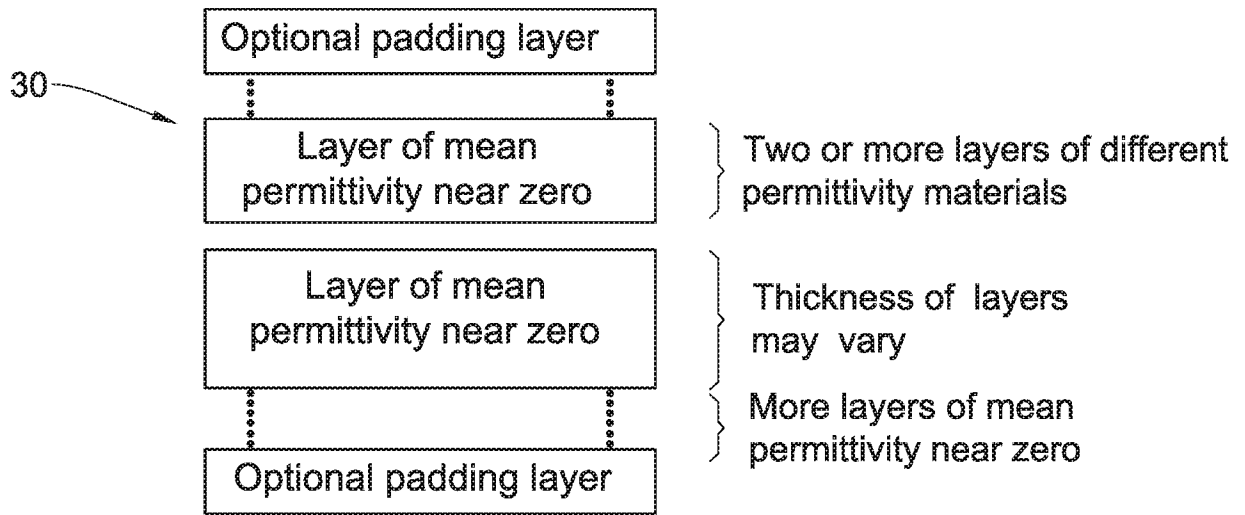 Optional padding layer
30
Layer of mean
permittivity near zero
Two or more layers of different
permittivity materials
Layer of mean
permittivity near zero
Thickness of layers
may vary
More layers of mean
permittivity near zero
Optional padding layer